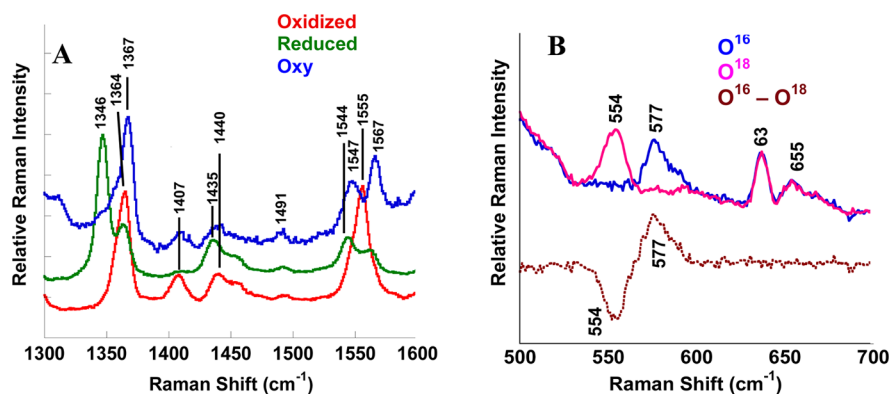 A
Oxidized
Reduced
Oxy
1346
1364
1367
1407
1435
1440
1491
1544
1547
1555
1567
Relative Raman Intensity
1300 1350 1400 1450 1500 1550 1600
Raman Shift (cm⁻¹)
B
O¹⁶
O¹⁸
O¹⁶ – O¹⁸
554
577
63
655
554
577
Relative Raman Intensity
500 550 600 650 700
Raman Shift (cm⁻¹)